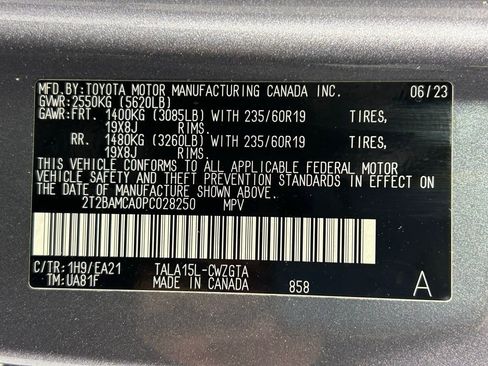 MFD.BY:TOYOTA MOTOR MANUFACTURING CANADA INC. 06/23
GVWR:2550KG (5620LB)
GAWR:FRT. 1400KG (3085LB) WITH 235/60R19 TIRES,
19X8J RIMS.
RR. 1480KG (3260LB) WITH 235/60R19 TIRES,
19X8J RIMS.
THIS VEHICLE CONFORMS TO ALL APPLICABLE FEDERAL MOTOR
VEHICLE SAFETY AND THEFT PREVENTION STANDARDS IN EFFECT
ON THE DATE OF MANUFACTURE SHOWN ABOVE.
2T2BAMCA0PC028250 MPV
C/TR:1H9/EA21 TALA15L-CWZGTA
TM:UA81F MADE IN CANADA 858 A